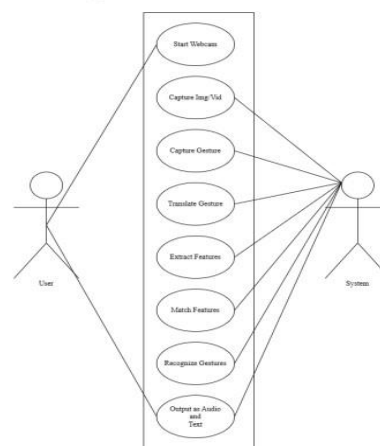 Start Webcam
Capture Img/Vid
Capture Gesture
Translate Gesture
Extract Features
Match Features
Recognize Gestures
Output as Audio
and
Text
User
System